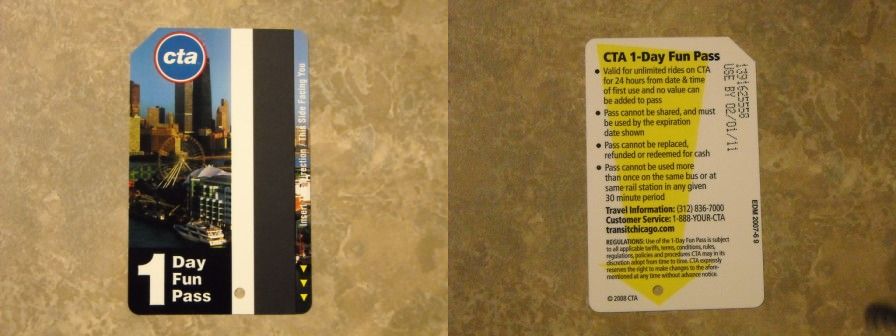 cta
Insert This Direction / This Side Facing You
1
Day
Fun
Pass
CTA 1-Day Fun Pass
• Valid for unlimited rides on CTA
for 24 hours from date & time
of first use and no value can
be added to pass
• Pass cannot be shared, and must
be used by the expiration
date shown
• Pass cannot be replaced,
refunded or redeemed for cash
• Pass cannot be used more
than once on the same bus or at
same rail station in any given
30 minute period
Travel Information: (312) 836-7000
Customer Service: 1-888-YOUR-CTA
transitchicago.com
REGULATIONS: Use of the 1-Day Fun Pass is subject
to all applicable tariffs, terms, conditions, rules,
regulations, policies and procedures CTA may in its
discretion adopt from time to time. CTA expressly
reserves the right to make changes to the afore-
mentioned at any time without advance notice.
© 2008 CTA
1391625558
USE BY 02/01/11
EDM 2007-6 9